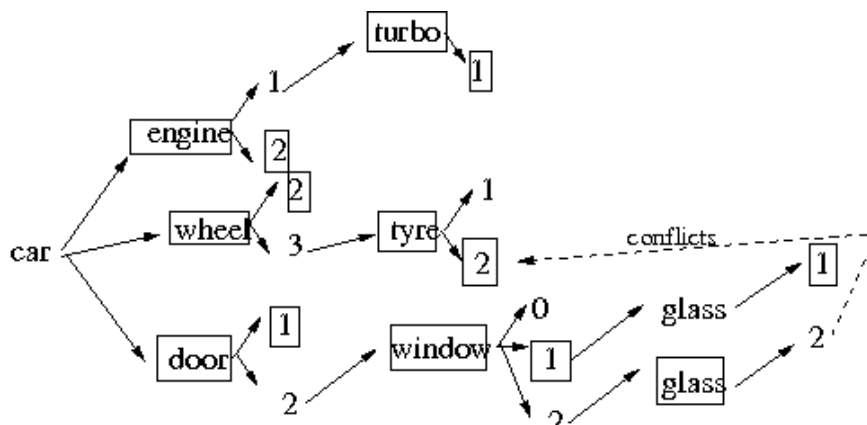 turbo
1
1
engine
2
2
wheel
1
3
tyre
conflicts
car
2
1
0
glass
1
door
window
1
2
glass
2
2